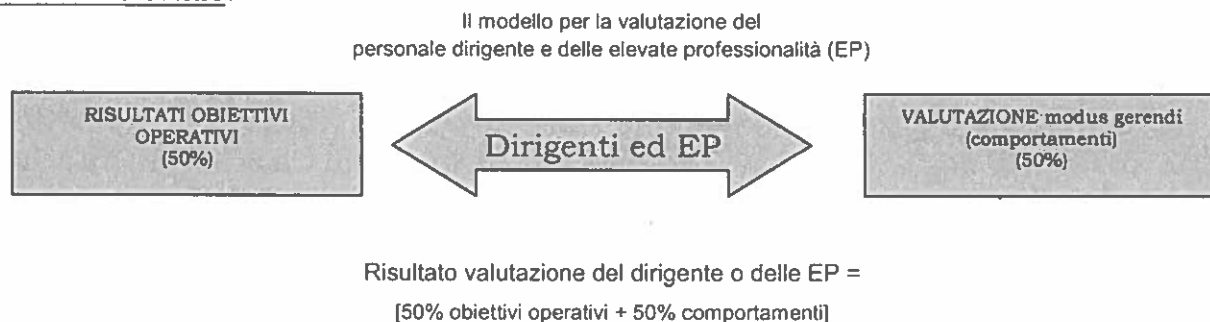 Il modello per la valutazione del
personale dirigente e delle elevate professionalità (EP)
RISULTATI OBIETTIVI
OPERATIVI
(50%)
Dirigenti ed EP
VALUTAZIONE modus gerendi
(comportamenti)
(50%)
Risultato valutazione del dirigente o delle EP =
[50% obiettivi operativi + 50% comportamenti]